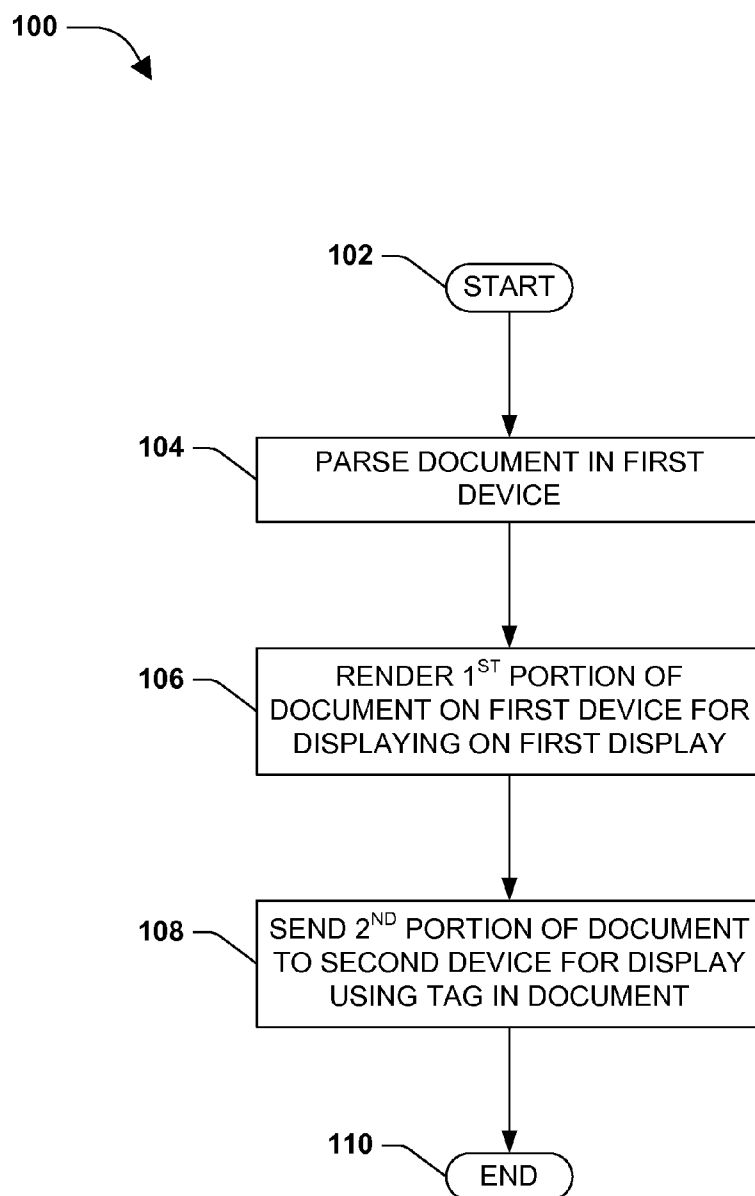 100
102
START
104
PARSE DOCUMENT IN FIRST
DEVICE
106
RENDER 1ST PORTION OF
DOCUMENT ON FIRST DEVICE FOR
DISPLAYING ON FIRST DISPLAY
108
SEND 2ND PORTION OF DOCUMENT
TO SECOND DEVICE FOR DISPLAY
USING TAG IN DOCUMENT
110
END